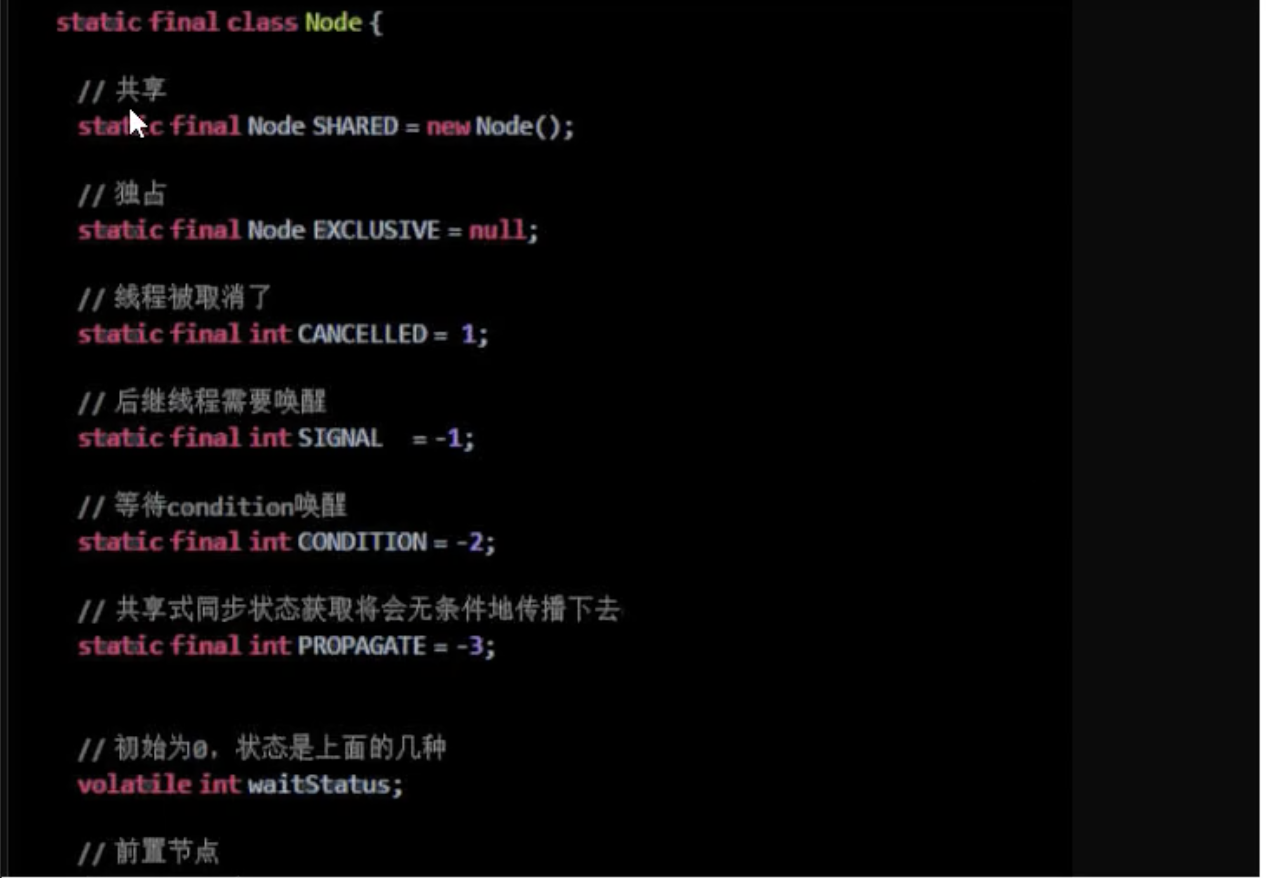 static final class Node {
// 共享
static final Node SHARED = new Node();
// 独占
static final Node EXCLUSIVE = null;
// 线程被取消了
static final int CANCELLED = 1;
// 后继线程需要唤醒
static final int SIGNAL = -1;
// 等待condition唤醒
static final int CONDITION = -2;
// 共享式同步状态获取将会无条件地传播下去
static final int PROPAGATE = -3;
// 初始为0，状态是上面的几种
volatile int waitStatus;
// 前置节点